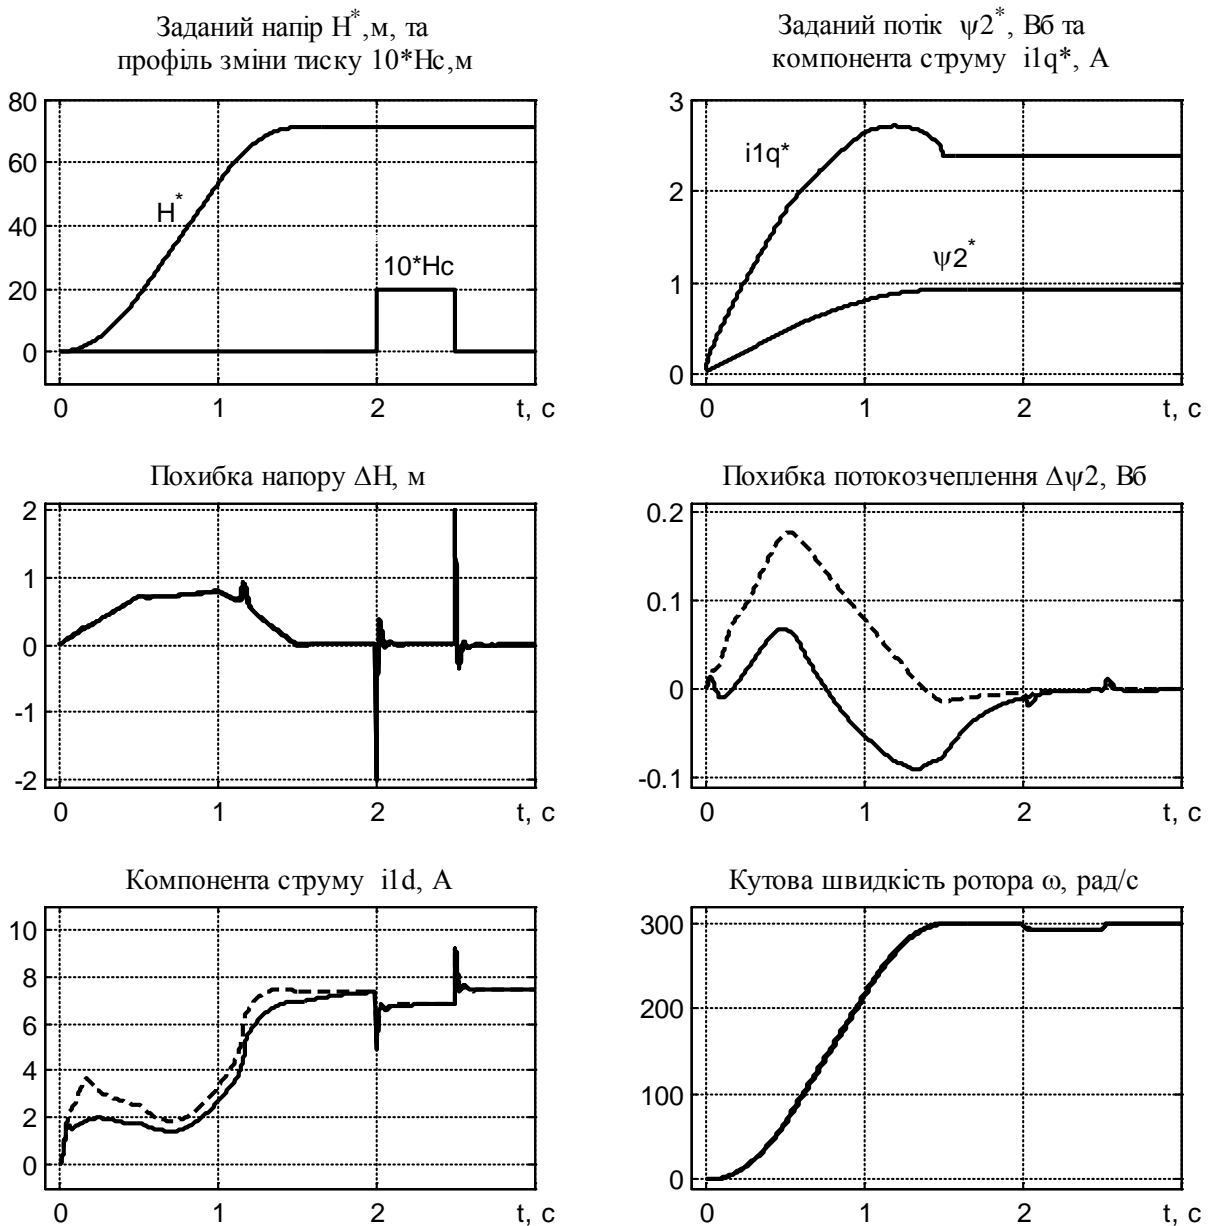 Заданий напір H*,м, та
профіль зміни тиску 10*Hc,м
80
60
40
20
0
H*
10*Hc
0
1
2
t, c
Заданий потік ψ2*, Вб та
компонента струму i1q*, А
3
2
1
0
i1q*
ψ2*
0
1
2
t, c
Похибка напору ΔH, м
2
1
0
-1
-2
0
1
2
t, c
Похибка потокозчеплення Δψ2, Вб
0.2
0.1
0
-0.1
0
1
2
t, c
Компонента струму i1d, А
10
8
6
4
2
0
0
1
2
t, c
Кутова швидкість ротора ω, рад/с
300
200
100
0
0
1
2
t, c